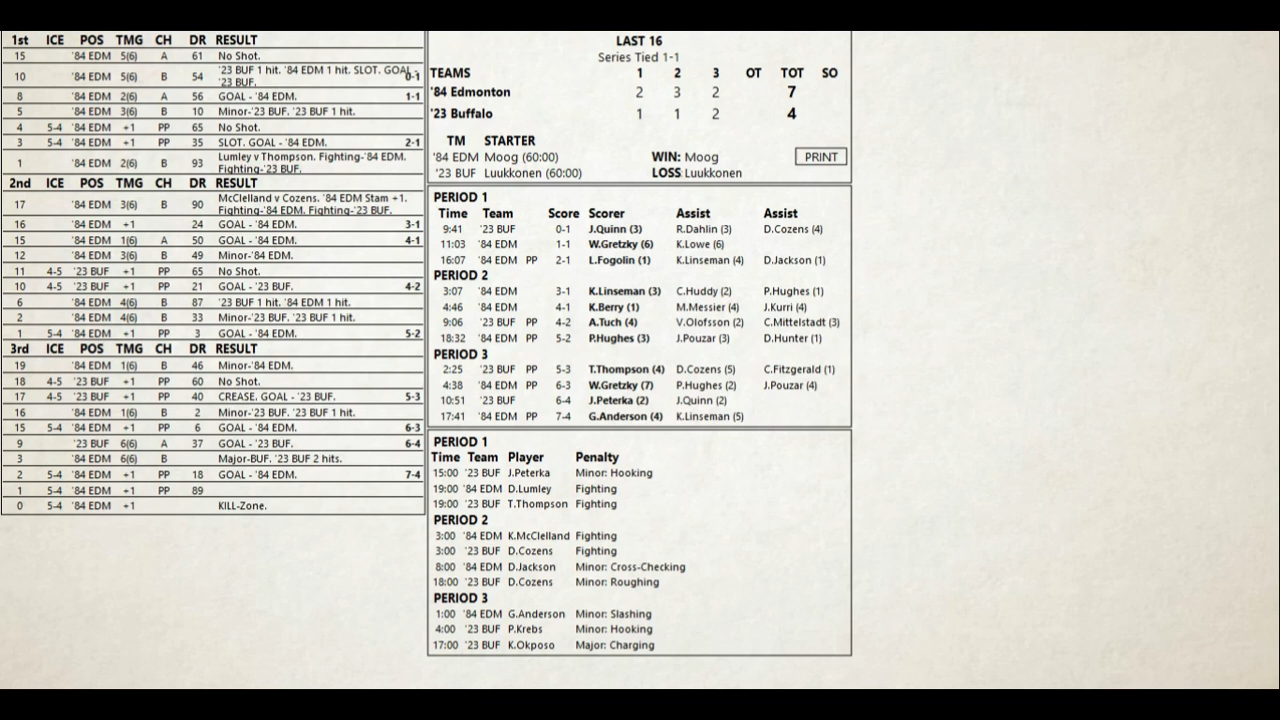 1st ICE POS TMG CH DR RESULT
15 '84 EDM 5(6) A 61 No Shot.
10 '84 EDM 5(6) B 54 '23 BUF 1 hit. '84 EDM 1 hit. SLOT. GOAL - '23 BUF. 0-1
8 '84 EDM 2(6) A 56 GOAL - '84 EDM. 1-1
5 '84 EDM 3(6) B 10 Minor-'23 BUF. '23 BUF 1 hit.
4 5-4 '84 EDM +1 PP 65 No Shot.
3 5-4 '84 EDM +1 PP 35 SLOT. GOAL - '84 EDM. 2-1
1 '84 EDM 2(6) B 93 Lumley v Thompson. Fighting-'84 EDM.
Fighting-'23 BUF.
2nd ICE POS TMG CH DR RESULT
17 '84 EDM 3(6) B 90 McClelland v Cozens. '84 EDM Stam +1.
Fighting-'84 EDM. Fighting-'23 BUF.
16 '84 EDM +1 24 GOAL - '84 EDM. 3-1
15 '84 EDM 1(6) A 50 GOAL - '84 EDM. 4-1
12 '84 EDM 3(6) B 49 Minor-'84 EDM.
11 4-5 '23 BUF +1 PP 65 No Shot.
10 4-5 '23 BUF +1 PP 21 GOAL - '23 BUF. 4-2
6 '84 EDM 4(6) B 87 '23 BUF 1 hit. '84 EDM 1 hit.
2 '84 EDM 4(6) B 33 Minor-'23 BUF. '23 BUF 1 hit.
1 5-4 '84 EDM +1 PP 3 GOAL - '84 EDM. 5-2
3rd ICE POS TMG CH DR RESULT
19 '84 EDM 1(6) B 46 Minor-'84 EDM.
18 4-5 '23 BUF +1 PP 60 No Shot.
17 4-5 '23 BUF +1 PP 40 CREASE. GOAL - '23 BUF. 5-3
16 '84 EDM 1(6) B 2 Minor-'23 BUF. '23 BUF 1 hit.
15 5-4 '84 EDM +1 PP 6 GOAL - '84 EDM. 6-3
9 '23 BUF 6(6) A 37 GOAL - '23 BUF. 6-4
3 '84 EDM 6(6) B Major-BUF. '23 BUF 2 hits.
2 5-4 '84 EDM +1 PP 18 GOAL - '84 EDM. 7-4
1 5-4 '84 EDM +1 PP 89
0 5-4 '84 EDM +1 KILL-Zone.
LAST 16
Series Tied 1-1
TEAMS 1 2 3 OT TOT SO
'84 Edmonton 2 3 2 7
'23 Buffalo 1 1 2 4
TM STARTER
'84 EDM Moog (60:00) WIN: Moog PRINT
'23 BUF Luukkonen (60:00) LOSS: Luukkonen
PERIOD 1
Time Team Score Scorer Assist Assist
9:41 '23 BUF 0-1 J.Quinn (3) R.Dahlin (3) D.Cozens (4)
11:03 '84 EDM 1-1 W.Gretzky (6) K.Lowe (6)
16:07 '84 EDM PP 2-1 L.Fogolin (1) K.Linseman (4) D.Jackson (1)
PERIOD 2
3:07 '84 EDM 3-1 K.Linseman (3) C.Huddy (2) P.Hughes (1)
4:46 '84 EDM 4-1 K.Berry (1) M.Messier (4) J.Kurri (4)
9:06 '23 BUF PP 4-2 A.Tuch (4) V.Olofsson (2) C.Mittelstadt (3)
18:32 '84 EDM PP 5-2 P.Hughes (3) J.Pouzar (3) D.Hunter (1)
PERIOD 3
2:25 '23 BUF PP 5-3 T.Thompson (4) D.Cozens (5) C.Fitzgerald (1)
4:38 '84 EDM PP 6-3 W.Gretzky (7) P.Hughes (2) J.Pouzar (4)
10:51 '23 BUF 6-4 J.Peterka (2) J.Quinn (2)
17:41 '84 EDM PP 7-4 G.Anderson (4) K.Linseman (5)
PERIOD 1
Time Team Player Penalty
15:00 '23 BUF J.Peterka Minor: Hooking
19:00 '84 EDM D.Lumley Fighting
19:00 '23 BUF T.Thompson Fighting
PERIOD 2
3:00 '84 EDM K.McClelland Fighting
3:00 '23 BUF D.Cozens Fighting
8:00 '84 EDM D.Jackson Minor: Cross-Checking
18:00 '23 BUF D.Cozens Minor: Roughing
PERIOD 3
1:00 '84 EDM G.Anderson Minor: Slashing
4:00 '23 BUF P.Krebs Minor: Hooking
17:00 '23 BUF K.Okposo Major: Charging